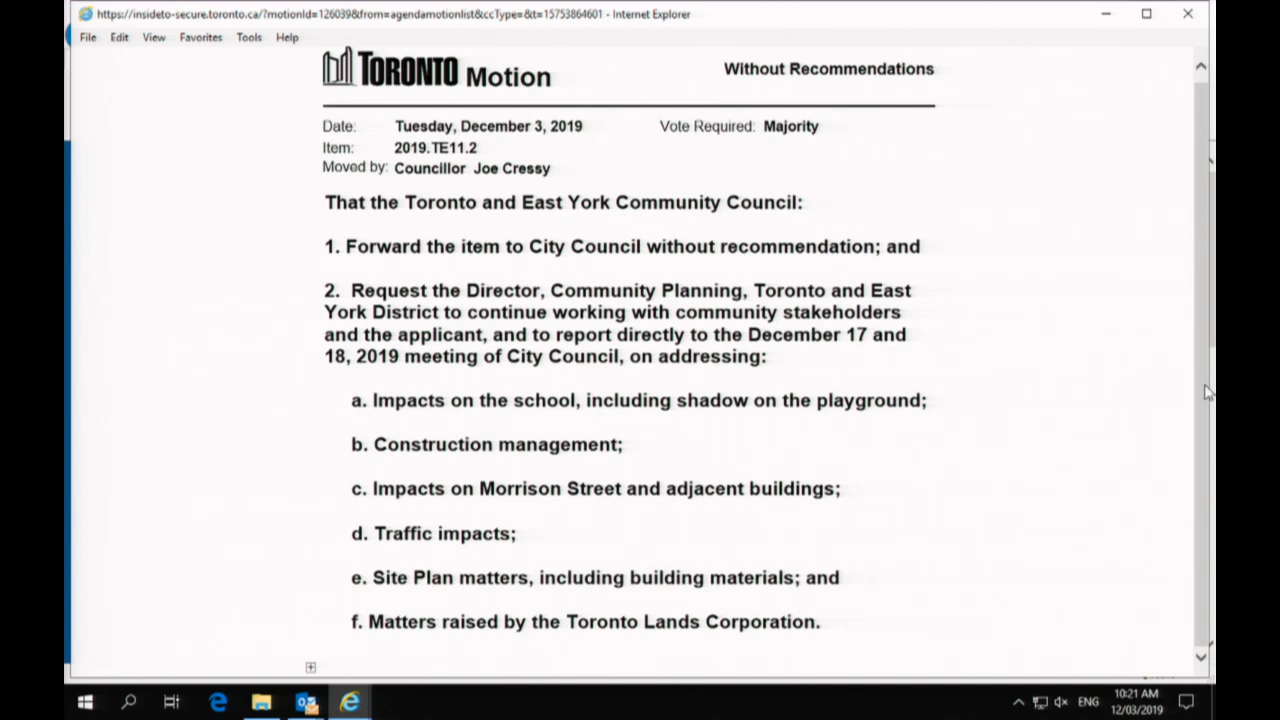 https://insideto-secure.toronto.ca/?motionId=126039&from=agendamotionlist&ccType=&t=15753864601 - Internet Explorer
File Edit View Favorites Tools Help
TORONTO Motion Without Recommendations
Date: Tuesday, December 3, 2019 Vote Required: Majority
Item: 2019.TE11.2
Moved by: Councillor Joe Cressy
That the Toronto and East York Community Council:
1. Forward the item to City Council without recommendation; and
2. Request the Director, Community Planning, Toronto and East
York District to continue working with community stakeholders
and the applicant, and to report directly to the December 17 and
18, 2019 meeting of City Council, on addressing:
a. Impacts on the school, including shadow on the playground;
b. Construction management;
c. Impacts on Morrison Street and adjacent buildings;
d. Traffic impacts;
e. Site Plan matters, including building materials; and
f. Matters raised by the Toronto Lands Corporation.
ENG
10:21 AM
12/03/2019